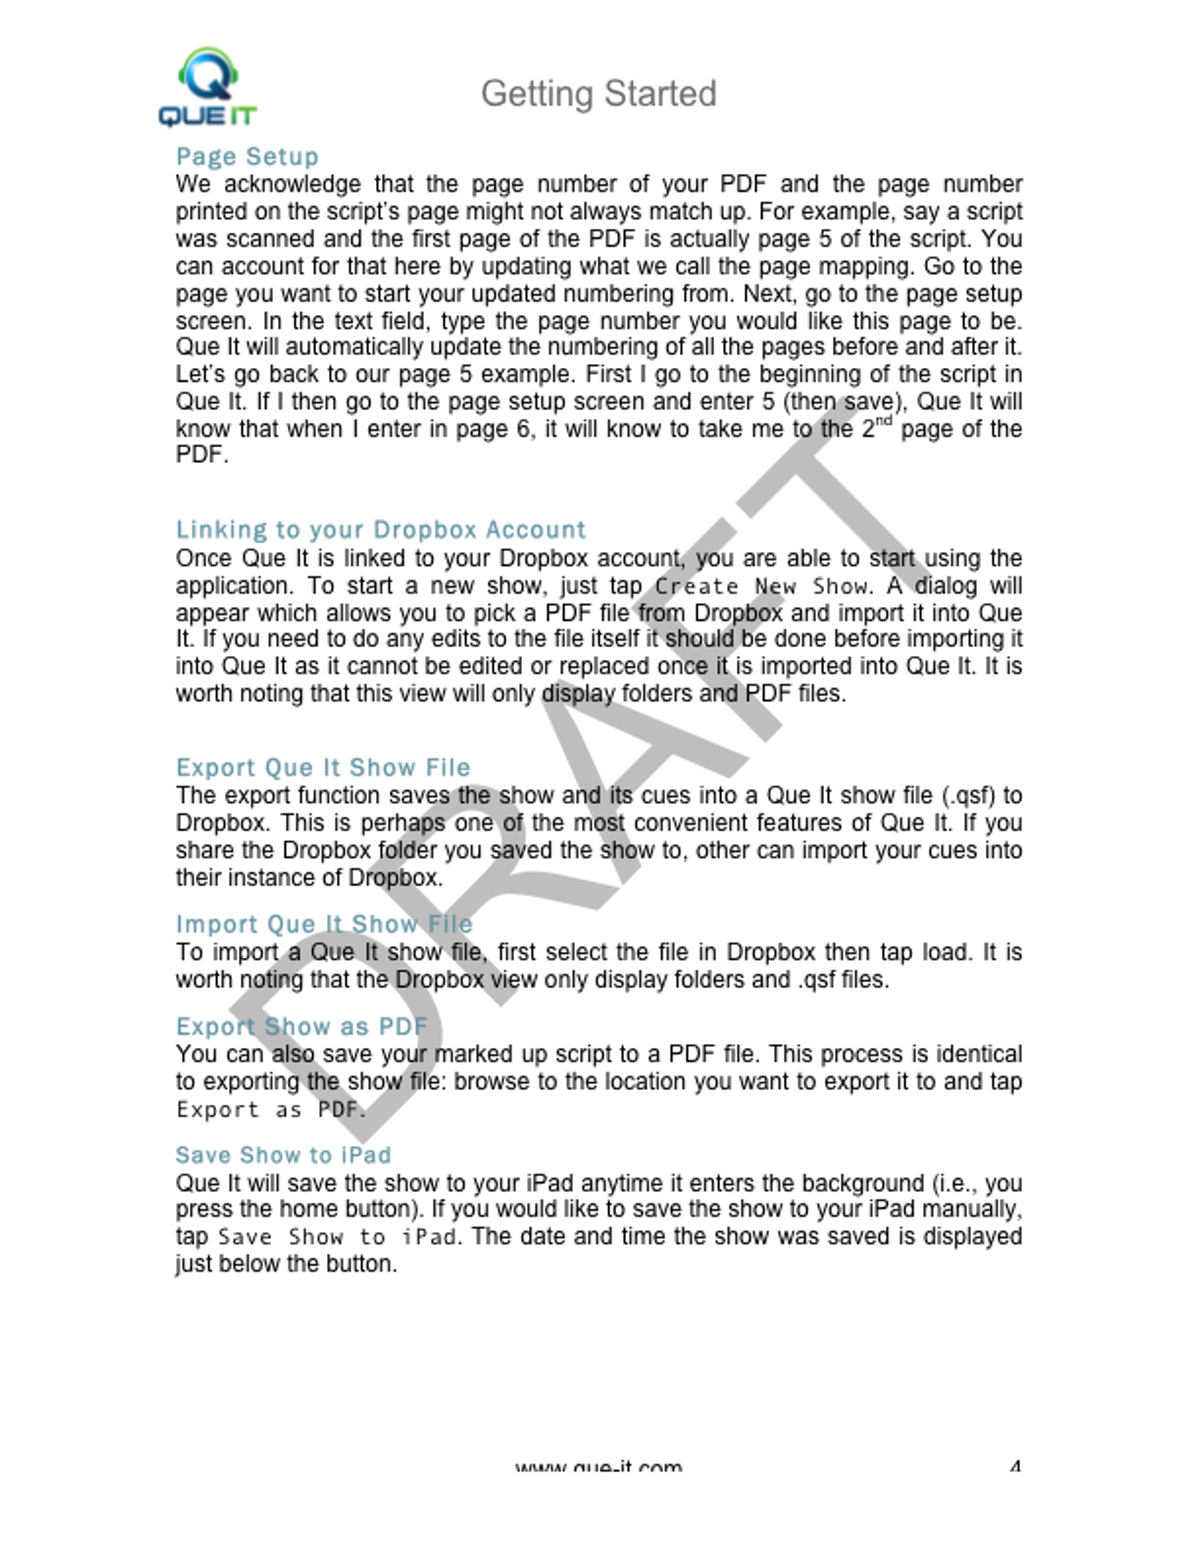 QUE IT
Getting Started
Page Setup
We acknowledge that the page number of your PDF and the page number
printed on the script's page might not always match up. For example, say a script
was scanned and the first page of the PDF is actually page 5 of the script. You
can account for that here by updating what we call the page mapping. Go to the
page you want to start your updated numbering from. Next, go to the page setup
screen. In the text field, type the page number you would like this page to be.
Que It will automatically update the numbering of all the pages before and after it.
Let's go back to our page 5 example. First I go to the beginning of the script in
Que It. If I then go to the page setup screen and enter 5 (then save), Que It will
know that when I enter in page 6, it will know to take me to the 2nd page of the
PDF.
Linking to your Dropbox Account
Once Que It is linked to your Dropbox account, you are able to start using the
application. To start a new show, just tap Create New Show. A dialog will
appear which allows you to pick a PDF file from Dropbox and import it into Que
It. If you need to do any edits to the file itself it should be done before importing it
into Que It as it cannot be edited or replaced once it is imported into Que It. It is
worth noting that this view will only display folders and PDF files.
Export Que It Show File
The export function saves the show and its cues into a Que It show file (.qsf) to
Dropbox. This is perhaps one of the most convenient features of Que It. If you
share the Dropbox folder you saved the show to, other can import your cues into
their instance of Dropbox.
Import Que It Show File
To import a Que It show file, first select the file in Dropbox then tap load. It is
worth noting that the Dropbox view only display folders and .qsf files.
Export Show as PDF
You can also save your marked up script to a PDF file. This process is identical
to exporting the show file: browse to the location you want to export it to and tap
Export as PDF.
Save Show to iPad
Que It will save the show to your iPad anytime it enters the background (i.e., you
press the home button). If you would like to save the show to your iPad manually,
tap Save Show to iPad. The date and time the show was saved is displayed
just below the button.
DRAFT
www.que-it.com 4